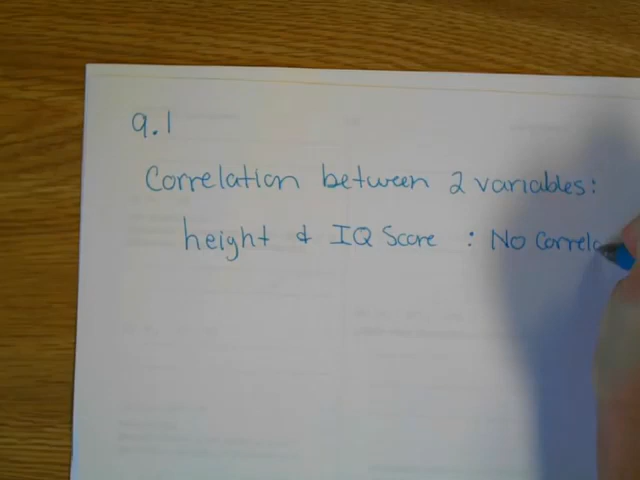 9.1
Correlation between 2 variables:
height & IQ Score : No Correla